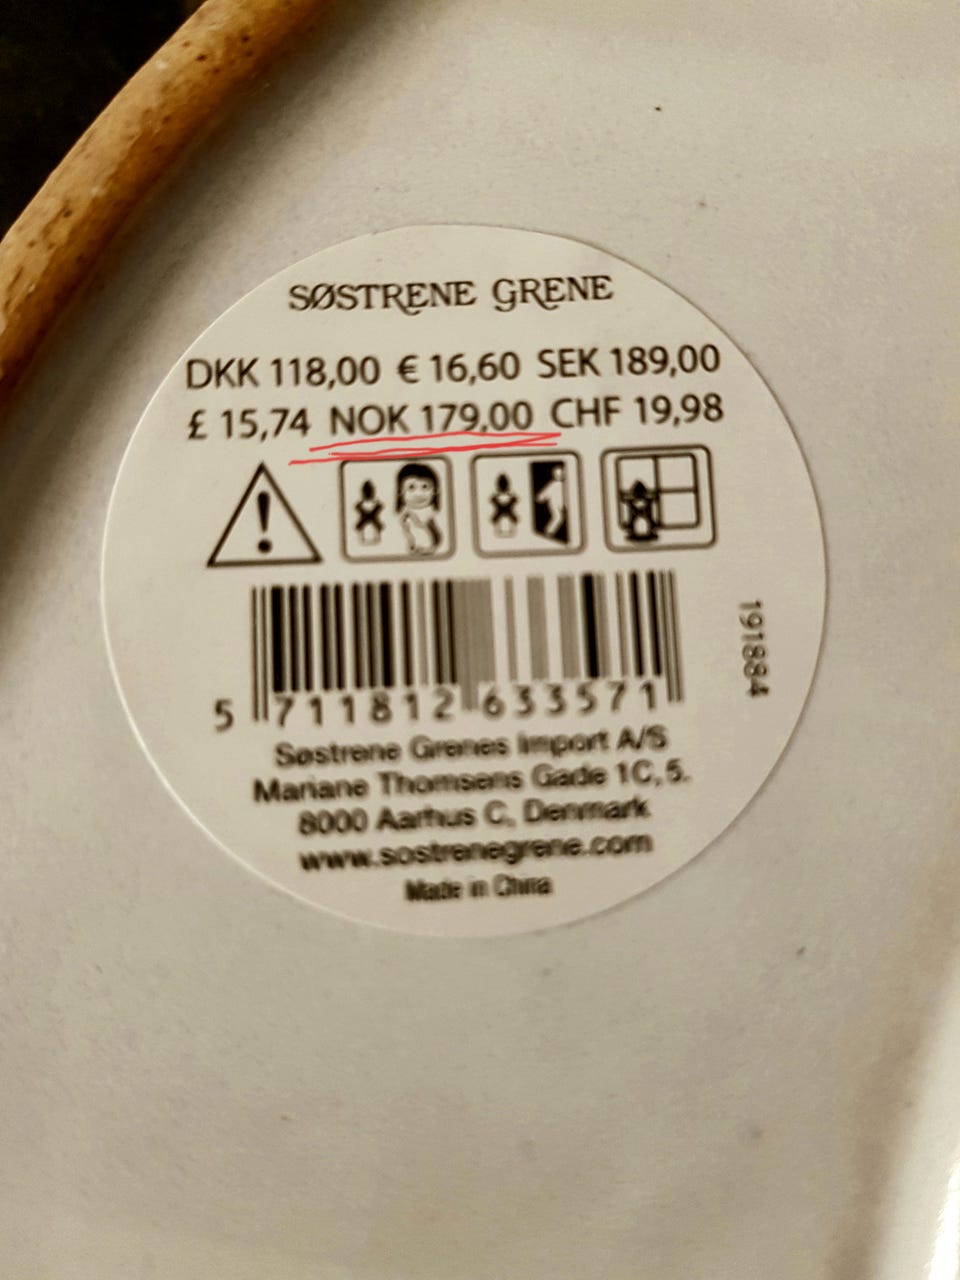 SØSTRENE GRENE
DKK 118,00 € 16,60 SEK 189,00
£ 15,74 NOK 179,00 CHF 19,98
191884
5 711812 633571
Søstrene Grenes Import A/S
Mariane Thomsens Gade 1C, 5.
8000 Aarhus C, Denmark
www.sostrenegrene.com
Made in China